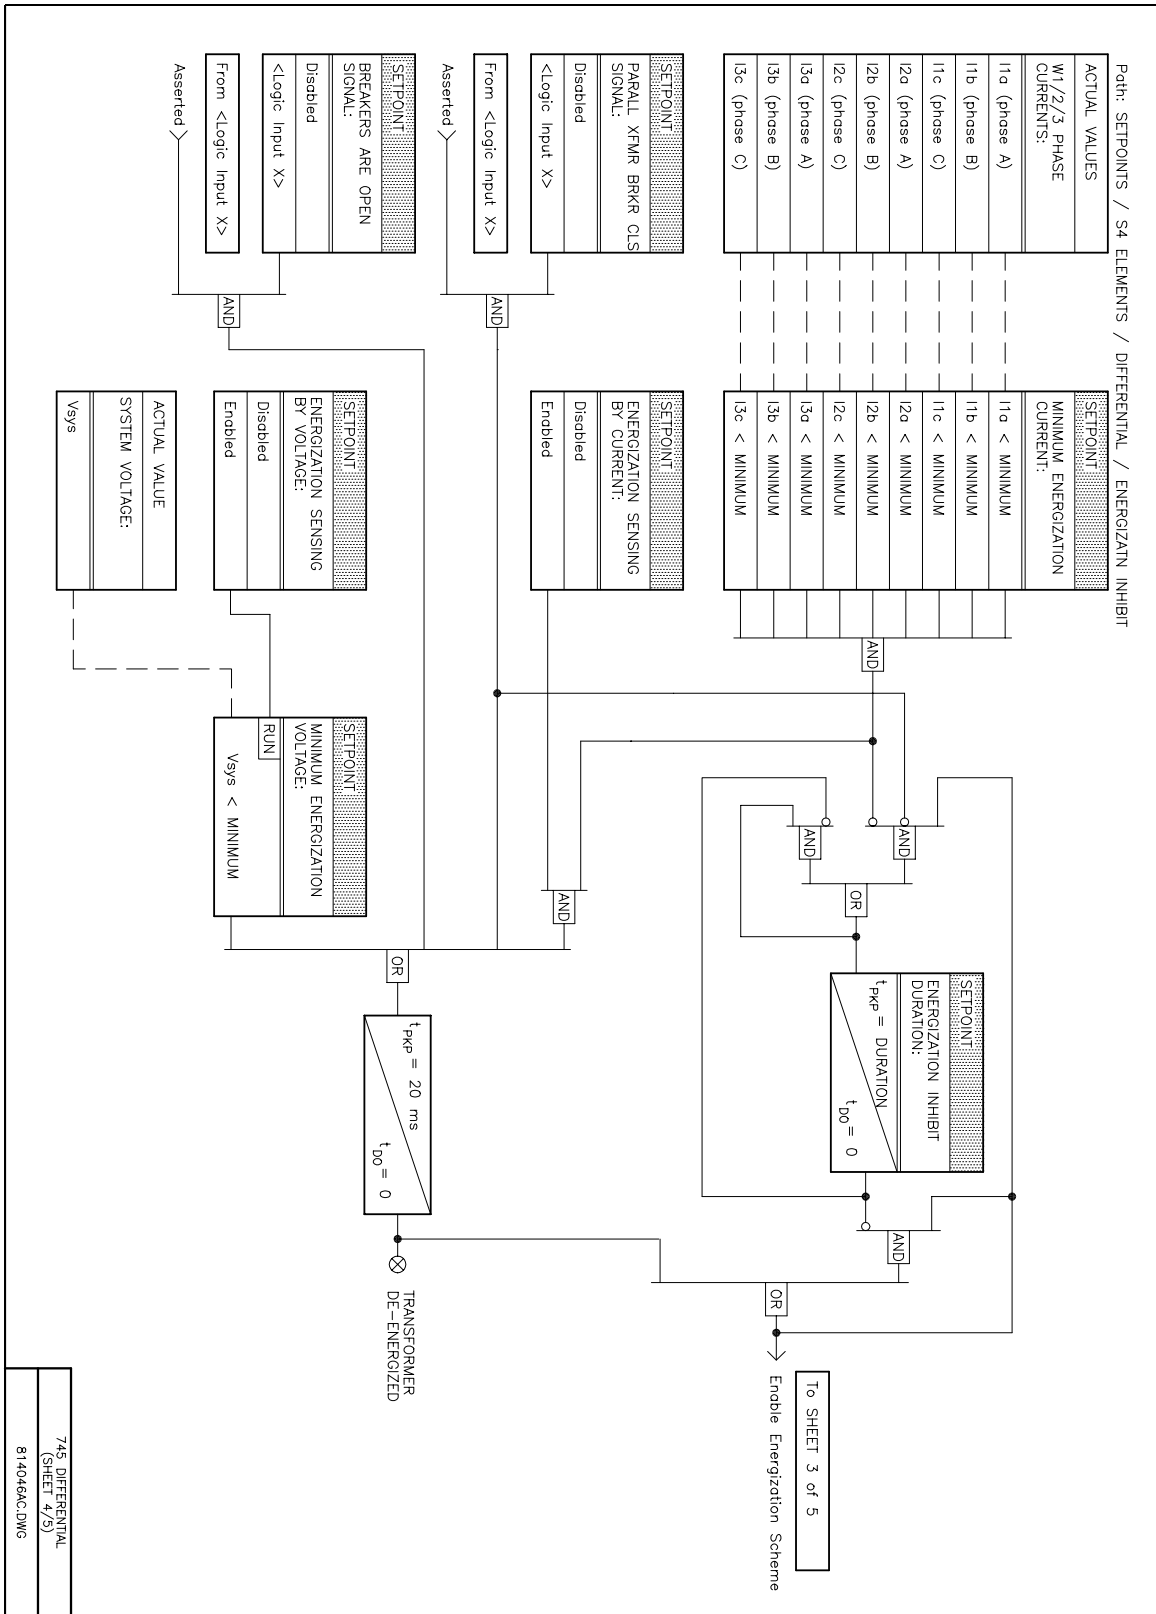 Path: SETPOINTS / S4 ELEMENTS / DIFFERENTIAL / ENERGIZATN INHIBIT
ACTUAL VALUES
W1/2/3 PHASE
CURRENTS:
I1a (phase A)
I1b (phase B)
I1c (phase C)
I2a (phase A)
I2b (phase B)
I2c (phase C)
I3a (phase A)
I3b (phase B)
I3c (phase C)
SETPOINT
MINIMUM ENERGIZATION
CURRENT:
I1a < MINIMUM
I1b < MINIMUM
I1c < MINIMUM
I2a < MINIMUM
I2b < MINIMUM
I2c < MINIMUM
I3a < MINIMUM
I3b < MINIMUM
I3c < MINIMUM
AND
AND
AND
OR
SETPOINT
ENERGIZATION INHIBIT
DURATION:
tPKP = DURATION
tDO = 0
AND
OR
To SHEET 3 of 5
Enable Energization Scheme
SETPOINT
PARALL XFMR BRKR CLS
SIGNAL:
Disabled
<Logic Input X>
From <Logic Input X>
Asserted
AND
SETPOINT
ENERGIZATION SENSING
BY CURRENT:
Disabled
Enabled
AND
SETPOINT
BREAKERS ARE OPEN
SIGNAL:
Disabled
<Logic Input X>
From <Logic Input X>
Asserted
AND
SETPOINT
ENERGIZATION SENSING
BY VOLTAGE:
Disabled
Enabled
ACTUAL VALUE
SYSTEM VOLTAGE:
Vsys
SETPOINT
MINIMUM ENERGIZATION
VOLTAGE:
RUN
Vsys < MINIMUM
OR
tPKP = 20 ms
tDO = 0
TRANSFORMER
DE-ENERGIZED
745 DIFFERENTIAL
(SHEET 4/5)
814046AC.DWG